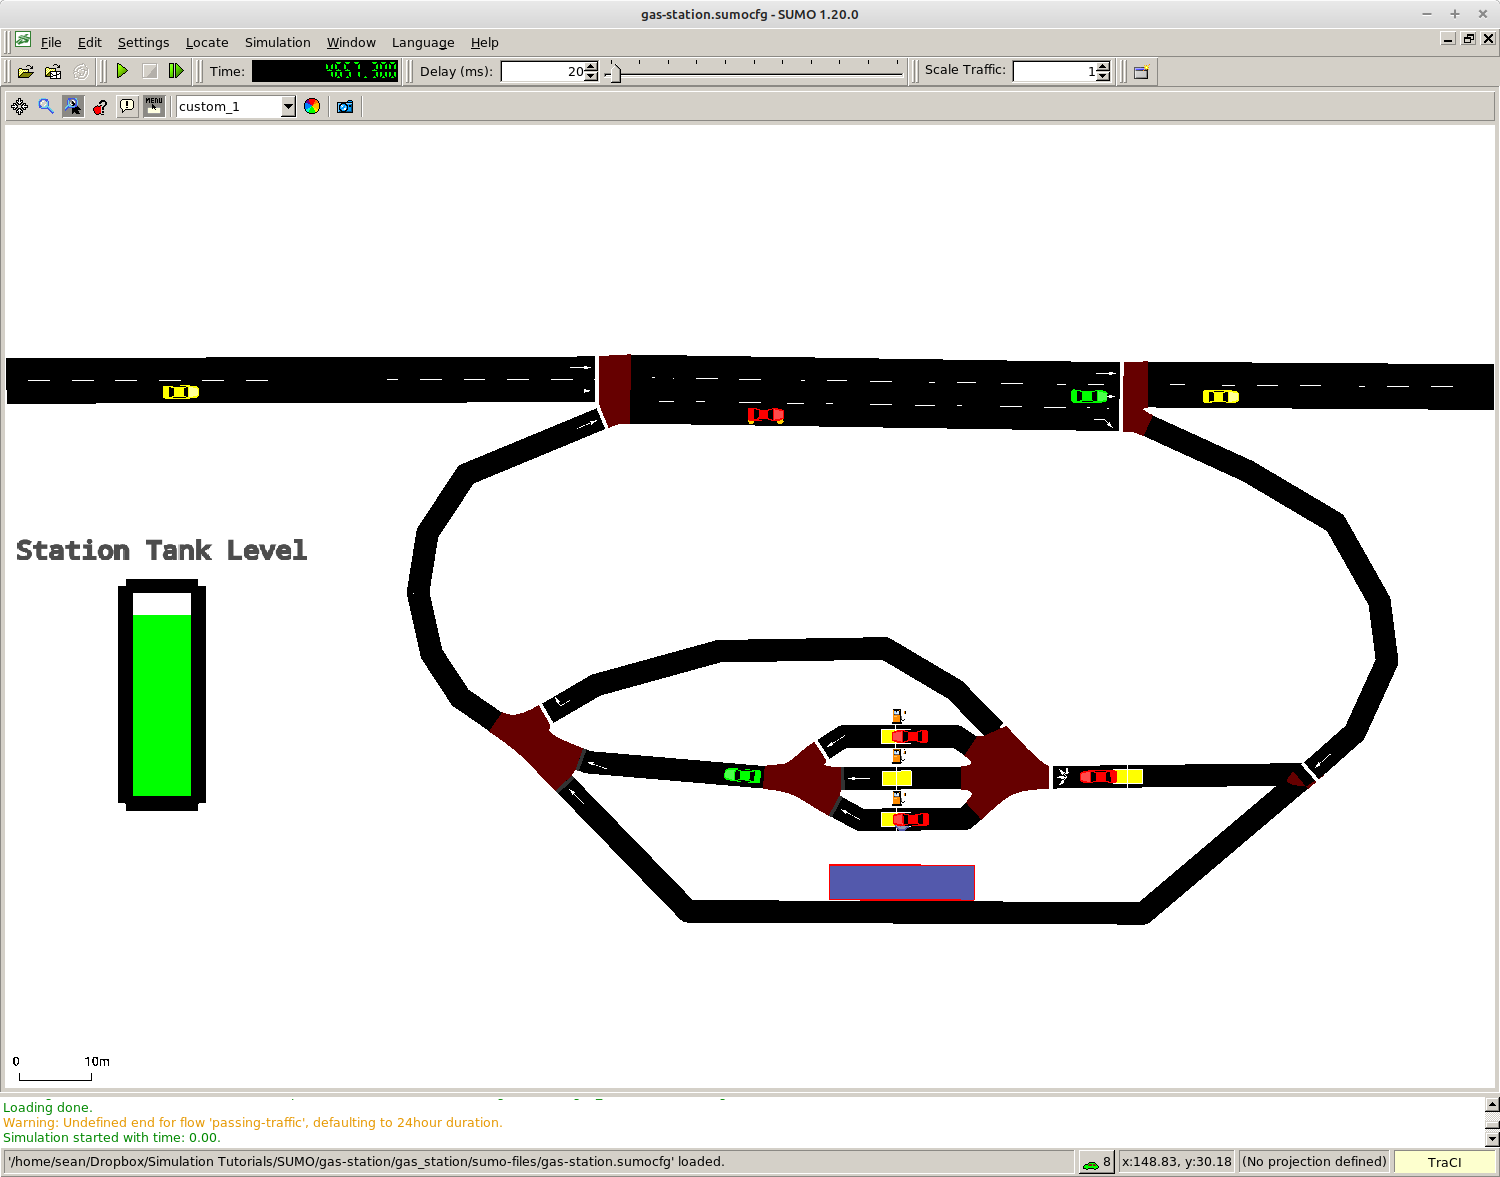 gas-station.sumocfg - SUMO 1.20.0
File Edit Settings Locate Simulation Window Language Help
Time: 4657.300 Delay (ms): 20 Scale Traffic: 1
MENU custom_1
Station Tank Level
0 10m
Loading done.
Warning: Undefined end for flow 'passing-traffic', defaulting to 24hour duration.
Simulation started with time: 0.00.
'/home/sean/Dropbox/Simulation Tutorials/SUMO/gas-station/gas_station/sumo-files/gas-station.sumocfg' loaded. 8 x:148.83, y:30.18 (No projection defined) TraCI